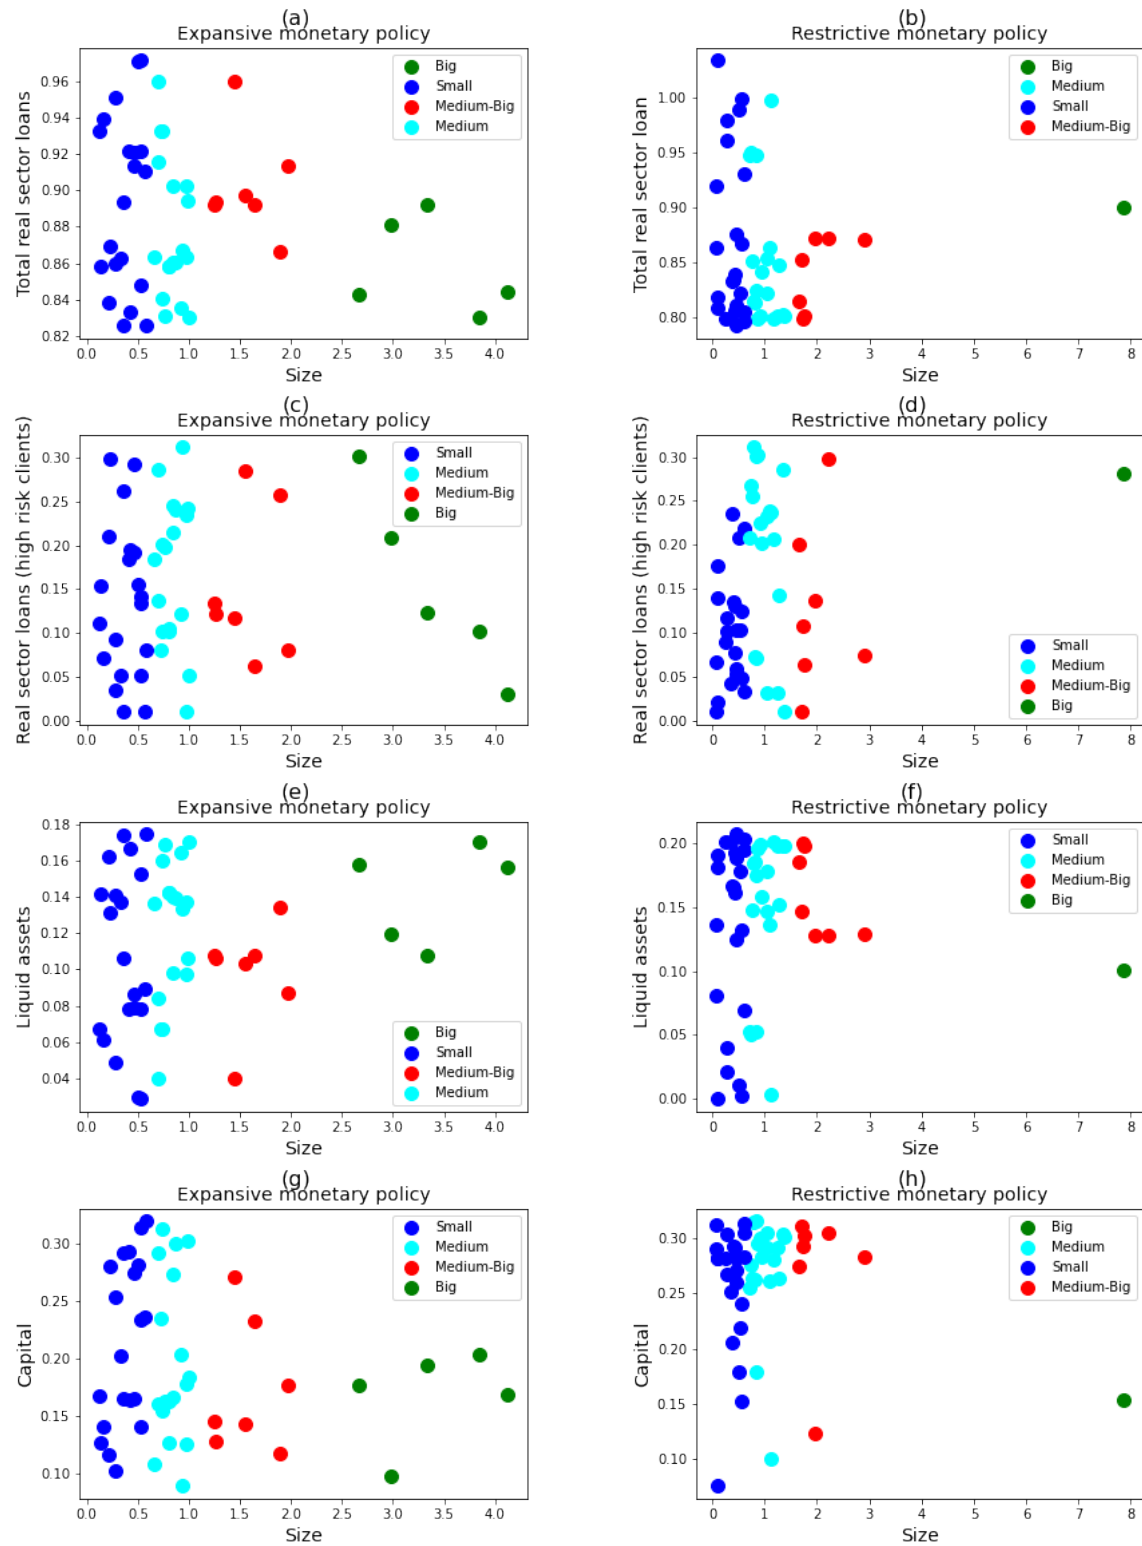 (a)
Expansive monetary policy
Total real sector loans
0.96
0.94
0.92
0.90
0.88
0.86
0.84
0.82
Big
Small
Medium-Big
Medium
0.0 0.5 1.0 1.5 2.0 2.5 3.0 3.5 4.0
Size
(b)
Restrictive monetary policy
Total real sector loan
1.00
0.95
0.90
0.85
0.80
Big
Medium
Small
Medium-Big
0 1 2 3 4 5 6 7 8
Size
(c)
Expansive monetary policy
Real sector loans (high risk clients)
0.30
0.25
0.20
0.15
0.10
0.05
0.00
Small
Medium
Medium-Big
Big
0.0 0.5 1.0 1.5 2.0 2.5 3.0 3.5 4.0
Size
(d)
Restrictive monetary policy
Real sector loans (high risk clients)
0.30
0.25
0.20
0.15
0.10
0.05
0.00
Small
Medium
Medium-Big
Big
0 1 2 3 4 5 6 7 8
Size
(e)
Expansive monetary policy
Liquid assets
0.18
0.16
0.14
0.12
0.10
0.08
0.06
0.04
Big
Small
Medium-Big
Medium
0.0 0.5 1.0 1.5 2.0 2.5 3.0 3.5 4.0
Size
(f)
Restrictive monetary policy
Liquid assets
0.20
0.15
0.10
0.05
0.00
Small
Medium
Medium-Big
Big
0 1 2 3 4 5 6 7 8
Size
(g)
Expansive monetary policy
Capital
0.30
0.25
0.20
0.15
0.10
Small
Medium
Medium-Big
Big
0.0 0.5 1.0 1.5 2.0 2.5 3.0 3.5 4.0
Size
(h)
Restrictive monetary policy
Capital
0.30
0.25
0.20
0.15
0.10
Big
Medium
Small
Medium-Big
0 1 2 3 4 5 6 7 8
Size